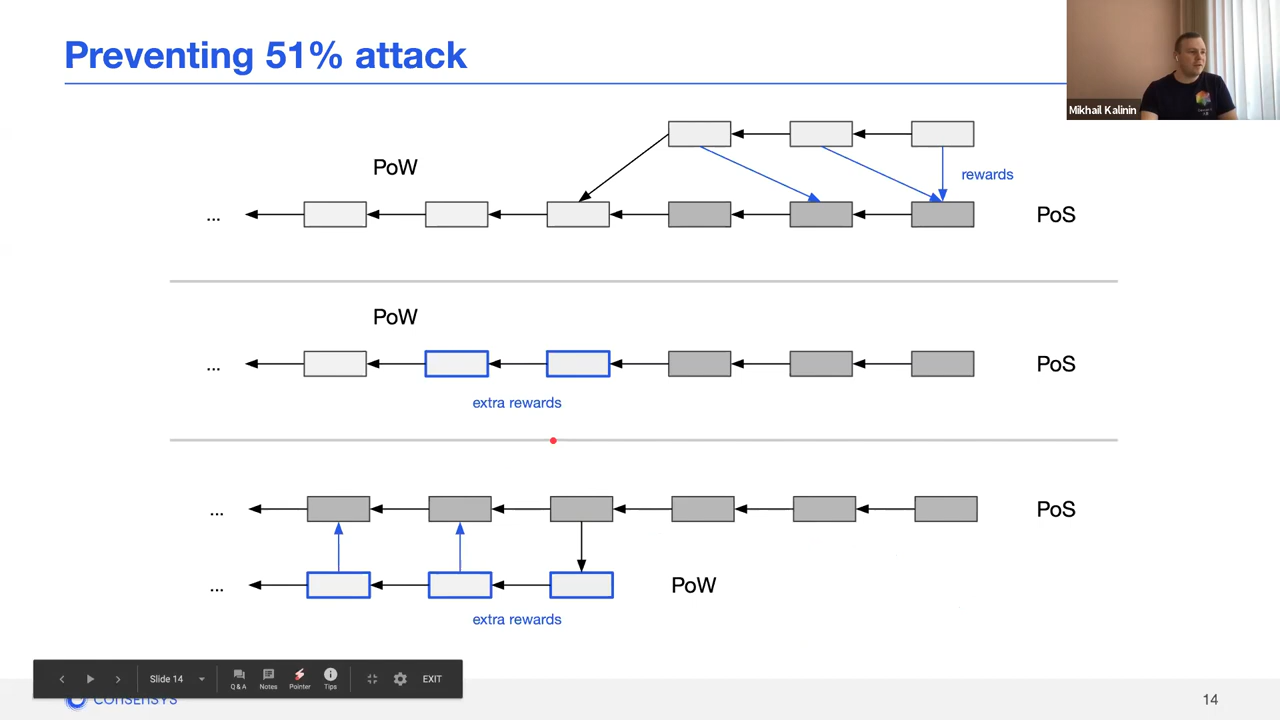 Preventing 51% attack
Mikhail Kalinin
PoW
rewards
...
PoS
PoW
...
PoS
extra rewards
...
PoS
...
PoW
extra rewards
Slide 14
Q & A
Notes
Pointer
Tips
EXIT
CONSENSYS
14